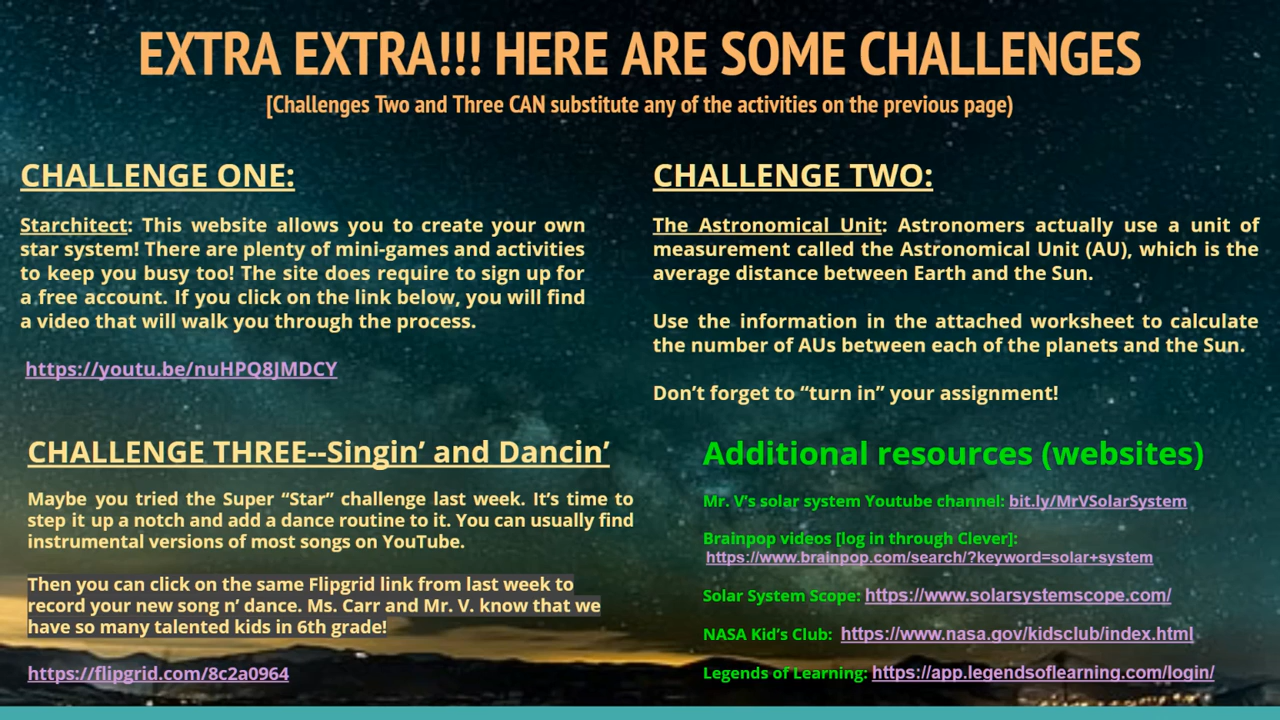 EXTRA EXTRA!!! HERE ARE SOME CHALLENGES
[Challenges Two and Three CAN substitute any of the activities on the previous page)
CHALLENGE ONE:
Starchitect: This website allows you to create your own
star system! There are plenty of mini-games and activities
to keep you busy too! The site does require to sign up for
a free account. If you click on the link below, you will find
a video that will walk you through the process.
https://youtu.be/nuHPQ8JMDCY
CHALLENGE TWO:
The Astronomical Unit: Astronomers actually use a unit of
measurement called the Astronomical Unit (AU), which is the
average distance between Earth and the Sun.
Use the information in the attached worksheet to calculate
the number of AUs between each of the planets and the Sun.
Don’t forget to “turn in” your assignment!
CHALLENGE THREE--Singin’ and Dancin’
Maybe you tried the Super “Star” challenge last week. It’s time to
step it up a notch and add a dance routine to it. You can usually find
instrumental versions of most songs on YouTube.
Then you can click on the same Flipgrid link from last week to
record your new song n’ dance. Ms. Carr and Mr. V. know that we
have so many talented kids in 6th grade!
https://flipgrid.com/8c2a0964
Additional resources (websites)
Mr. V’s solar system Youtube channel: bit.ly/MrVSolarSystem
Brainpop videos [log in through Clever]:
https://www.brainpop.com/search/?keyword=solar+system
Solar System Scope: https://www.solarsystemscope.com/
NASA Kid’s Club: https://www.nasa.gov/kidsclub/index.html
Legends of Learning: https://app.legendsoflearning.com/login/